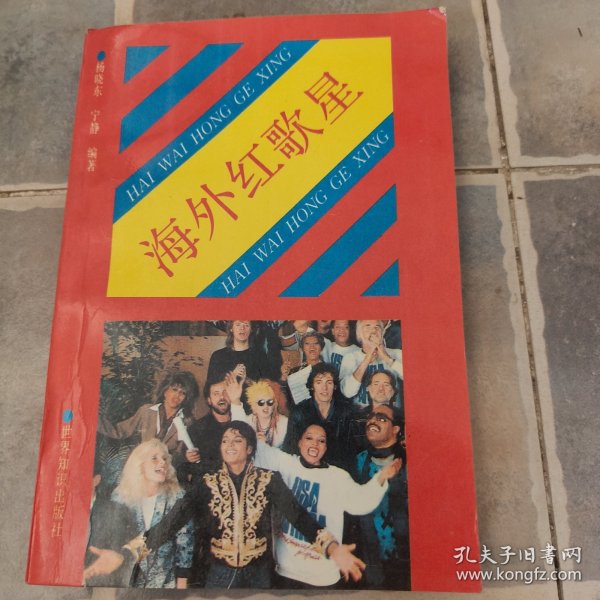 杨晓东 宁静 编著
HAI WAI HONG GE XING
海外红歌星
HAI WAI HONG GE XING
USA
USA
世界知识出版社
孔夫子旧书网
www.kongfz.com